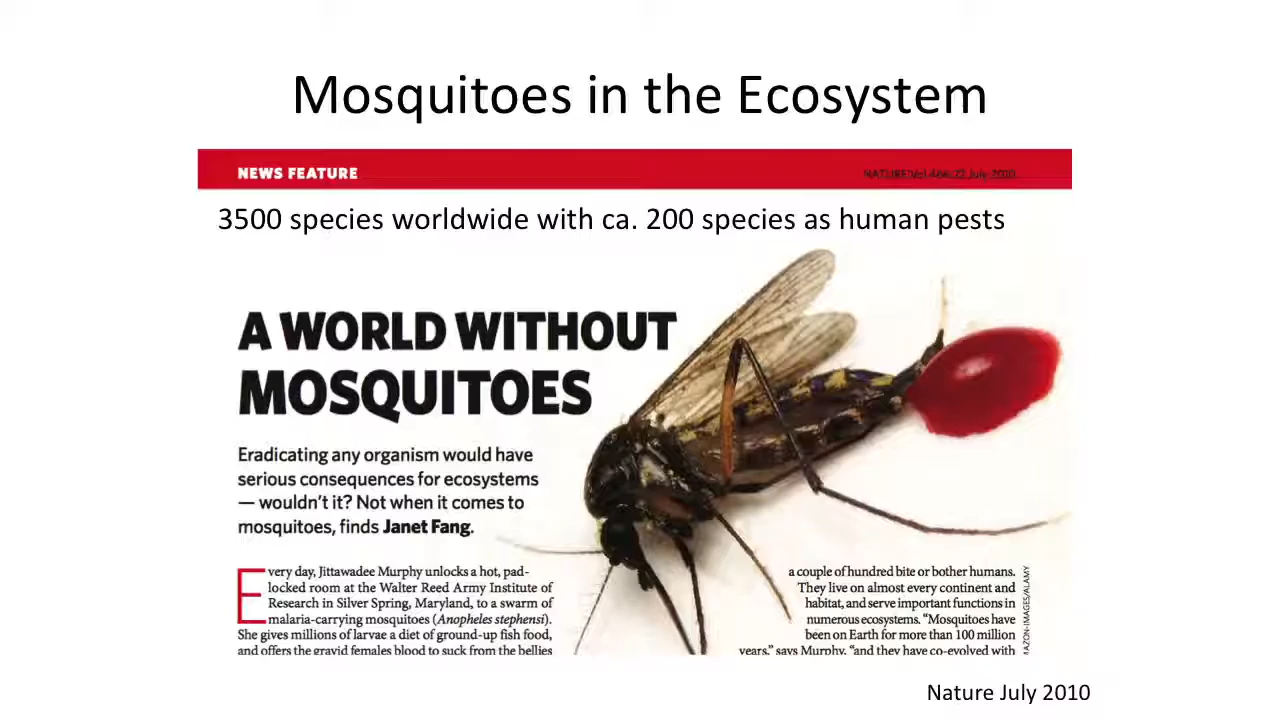 Mosquitoes in the Ecosystem
NEWS FEATURE
NATURE|Vol 466|22 July 2010
3500 species worldwide with ca. 200 species as human pests
A WORLD WITHOUT
MOSQUITOES
Eradicating any organism would have
serious consequences for ecosystems
— wouldn't it? Not when it comes to
mosquitoes, finds Janet Fang.
Every day, Jittawadee Murphy unlocks a hot, pad-
locked room at the Walter Reed Army Institute of
Research in Silver Spring, Maryland, to a swarm of
malaria-carrying mosquitoes (Anopheles stephensi).
She gives millions of larvae a diet of ground-up fish food,
and offers the gravid females blood to suck from the bellies
a couple of hundred bite or bother humans.
They live on almost every continent and
habitat, and serve important functions in
numerous ecosystems. "Mosquitoes have
been on Earth for more than 100 million
years," says Murphy, "and they have co-evolved with
Nature July 2010